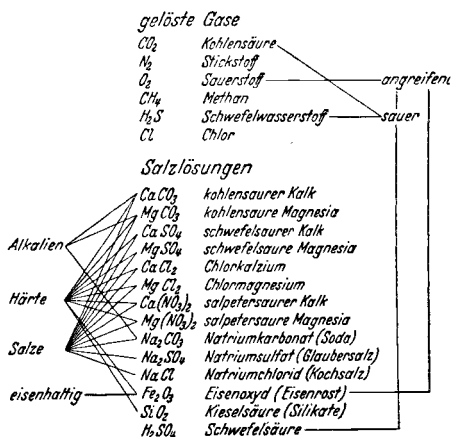 gelöste Gase
CO₂ Kohlensäure
N₂ Stickstoff
O₂ Sauerstoff angreifend
CH₄ Methan
H₂S Schwefelwasserstoff sauer
Cl Chlor
Salzlösungen
CaCO₃ kohlensaurer Kalk
MgCO₃ kohlensaure Magnesia
CaSO₄ schwefelsaurer Kalk
Alkalien MgSO₄ schwefelsaure Magnesia
CaCl₂ Chlorkalzium
Härte MgCl₂ Chlormagnesium
Ca(NO₃)₂ salpetersaurer Kalk
Mg(NO₃)₂ salpetersaure Magnesia
Salze Na₂CO₃ Natriumkarbonat (Soda)
Na₂SO₄ Natriumsulfat (Glaubersalz)
NaCl Natriumchlorid (Kochsalz)
eisenhaltig Fe₂O₃ Eisenoxyd (Eisenrost)
SiO₂ Kieselsäure (Silikate)
H₂SO₄ Schwefelsäure